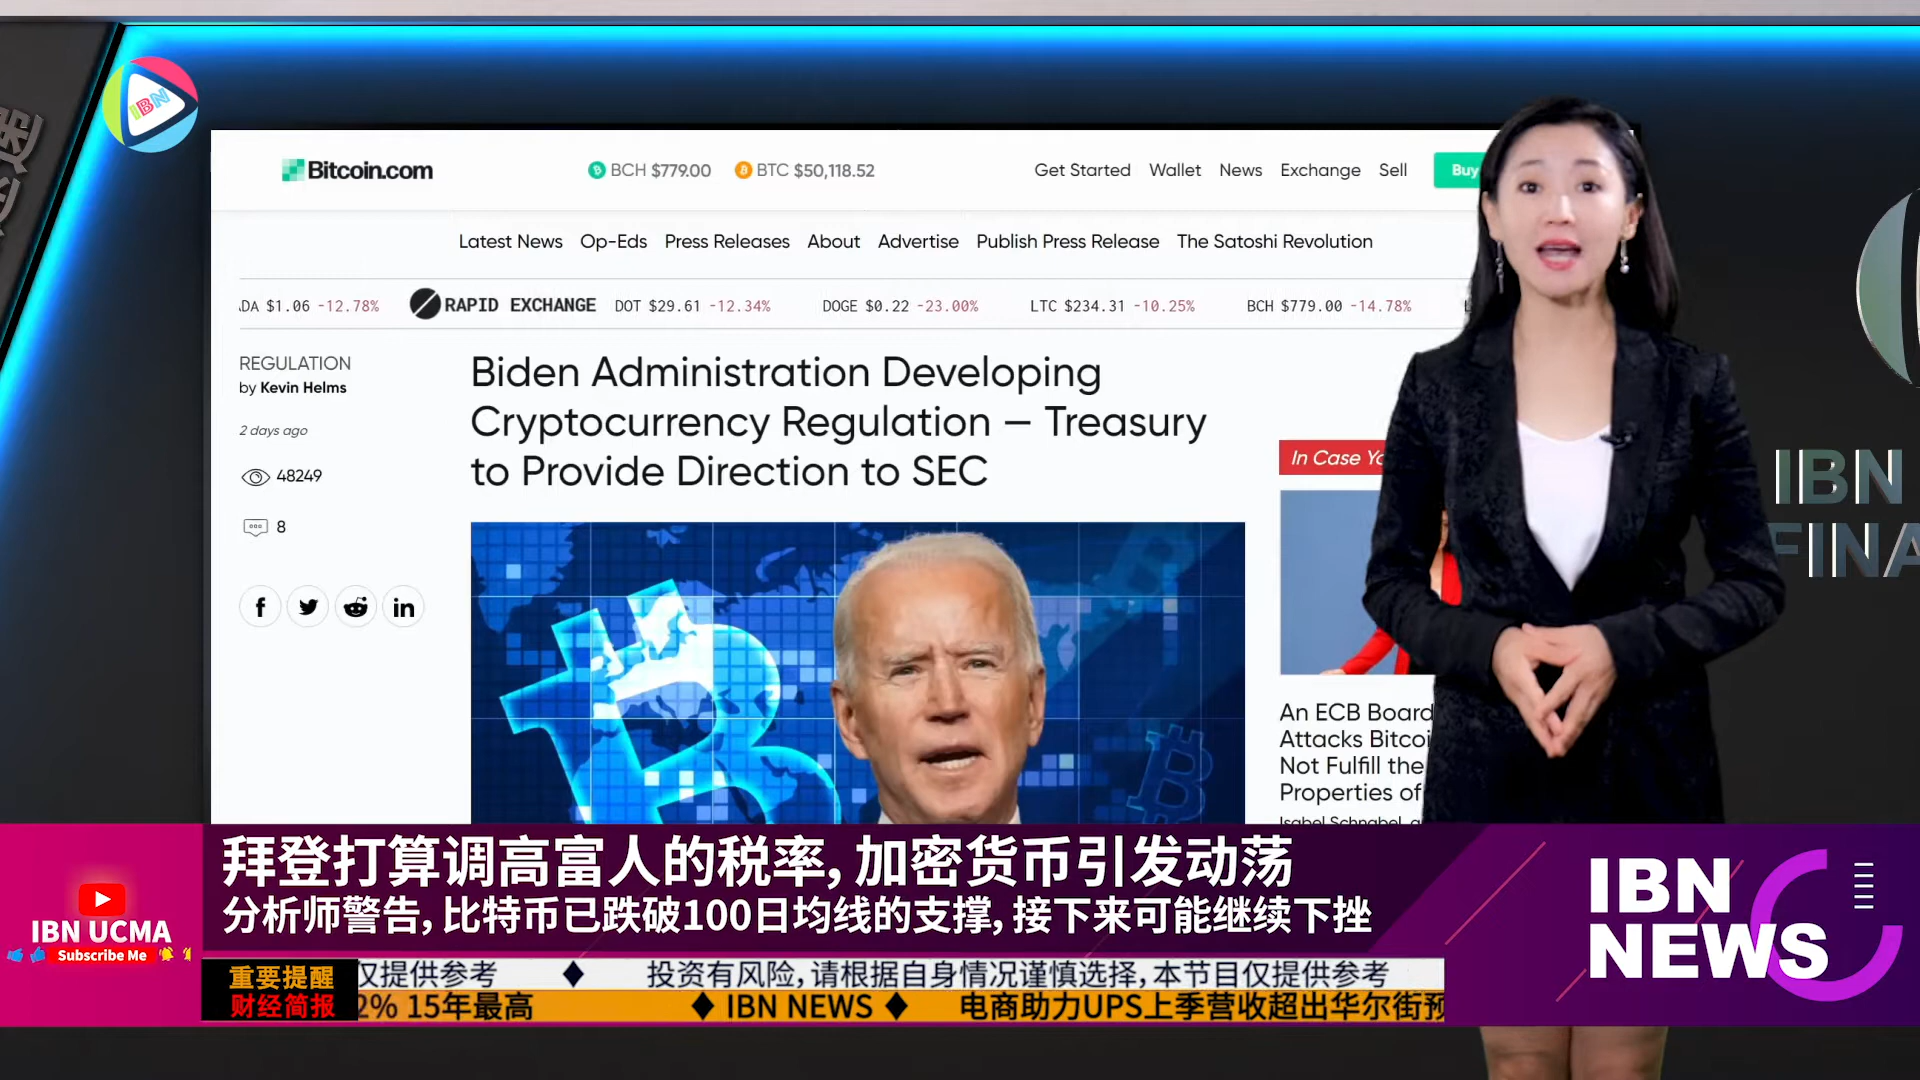 IBN
Bitcoin.com
BCH $779.00 BTC $50,118.52
Get Started Wallet News Exchange Sell Buy
Latest News Op-Eds Press Releases About Advertise Publish Press Release The Satoshi Revolution
DA $1.06 -12.78% RAPID EXCHANGE DOT $29.61 -12.34% DOGE $0.22 -23.00% LTC $234.31 -10.25% BCH $779.00 -14.78%
REGULATION
by Kevin Helms
2 days ago
48249
8
Biden Administration Developing
Cryptocurrency Regulation — Treasury
to Provide Direction to SEC
In Case Yo
An ECB Board
Attacks Bitcoi
Not Fulfill the
Properties of
Isabel Schnabel, a
IBN
FINA
拜登打算调高富人的税率,加密货币引发动荡
分析师警告,比特币已跌破100日均线的支撑,接下来可能继续下挫
IBN UCMA
Subscribe Me
IBN
NEWS
重要提醒
仅提供参考 ◆ 投资有风险,请根据自身情况谨慎选择,本节目仅提供参考
财经简报
2% 15年最高 ◆ IBN NEWS ◆ 电商助力UPS上季营收超出华尔街预